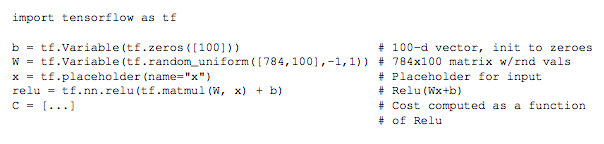 import tensorflow as tf
b = tf.Variable(tf.zeros([100])) # 100-d vector, init to zeroes
W = tf.Variable(tf.random_uniform([784,100],-1,1)) # 784x100 matrix w/rnd vals
x = tf.placeholder(name="x") # Placeholder for input
relu = tf.nn.relu(tf.matmul(W, x) + b) # Relu(Wx+b)
C = [...] # Cost computed as a function
# of Relu